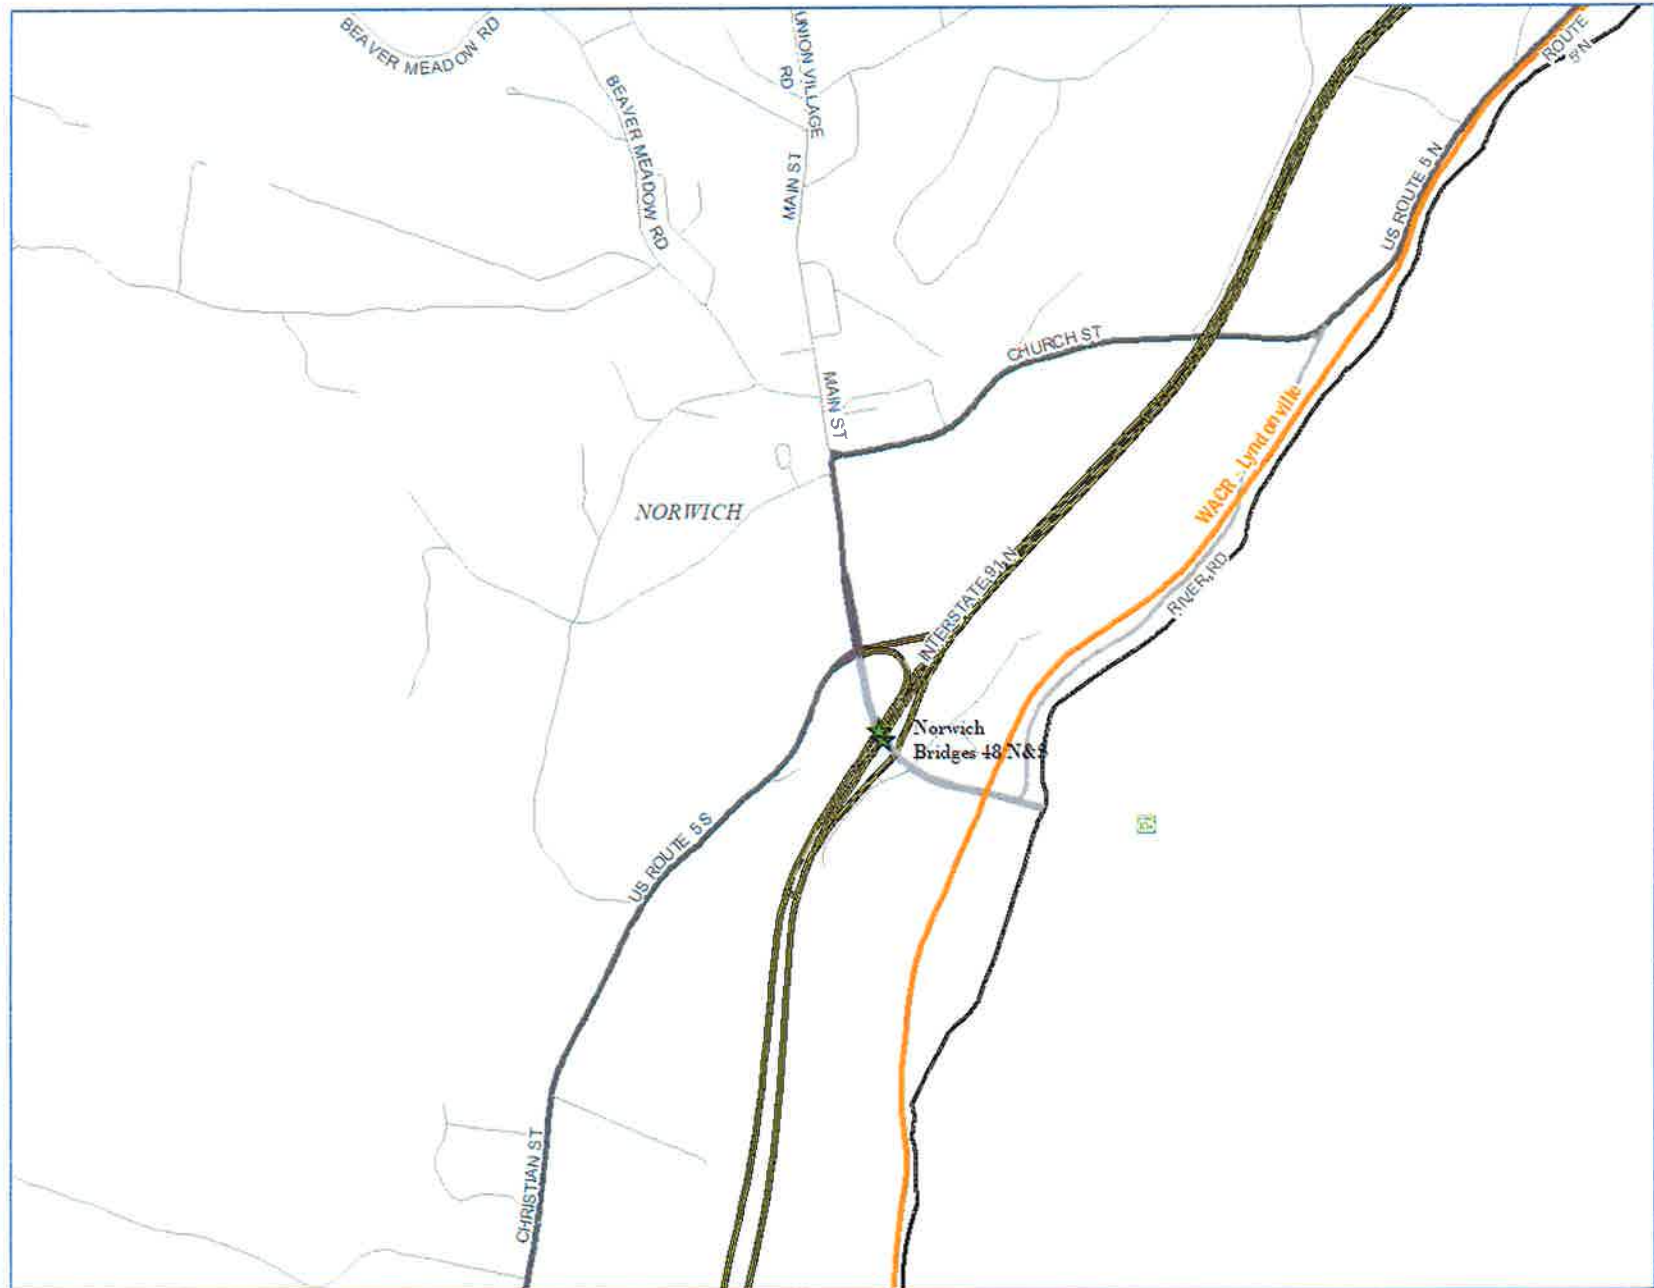 BEAVER MEADOW RD
UNION VILLAGE
RD
ROUTE
5 N
BEAVER MEADOW RD
MAIN ST
US ROUTE 5 N
CHURCH ST
MAIN ST
WACR - Lyndonville
NORWICH
INTERSTATE 91 N
RIVER RD
Norwich
Bridges 48 N&S
US ROUTE 5 S
CHRISTIAN ST